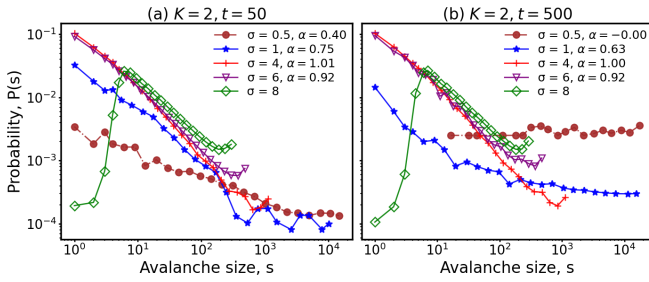 (a) K = 2, t = 50
(b) K = 2, t = 500
Probability, P(s)
10⁻¹
10⁻²
10⁻³
10⁻⁴
σ = 0.5, α = 0.40
σ = 1, α = 0.75
σ = 4, α = 1.01
σ = 6, α = 0.92
σ = 8
σ = 0.5, α = −0.00
σ = 1, α = 0.63
σ = 4, α = 1.00
σ = 6, α = 0.92
σ = 8
10⁰ 10¹ 10² 10³ 10⁴
10⁰ 10¹ 10² 10³ 10⁴
Avalanche size, s
Avalanche size, s